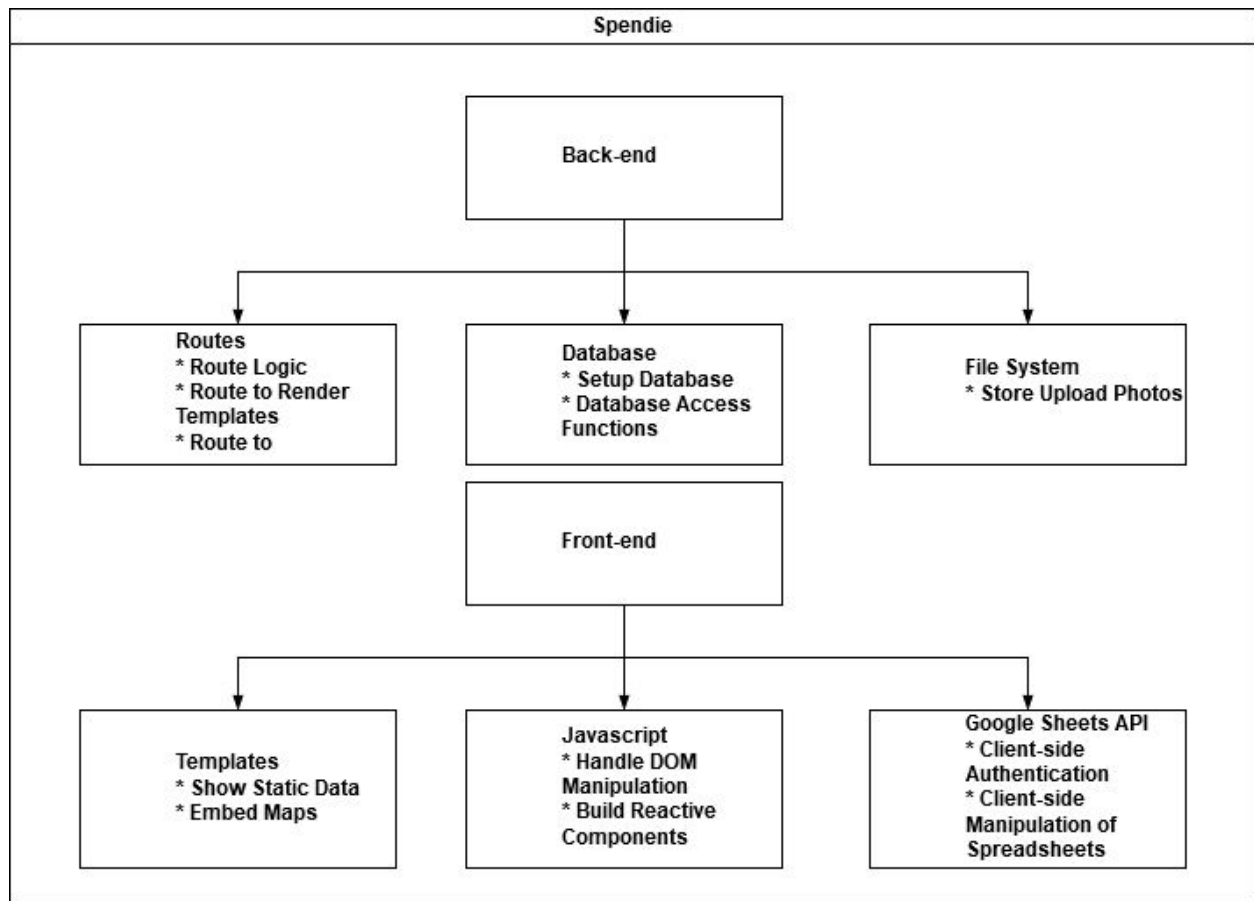 Spendie
Back-end
Routes
* Route Logic
* Route to Render
Templates
* Route to
Database
* Setup Database
* Database Access
Functions
File System
* Store Upload Photos
Front-end
Templates
* Show Static Data
* Embed Maps
Javascript
* Handle DOM
Manipulation
* Build Reactive
Components
Google Sheets API
* Client-side
Authentication
* Client-side
Manipulation of
Spreadsheets